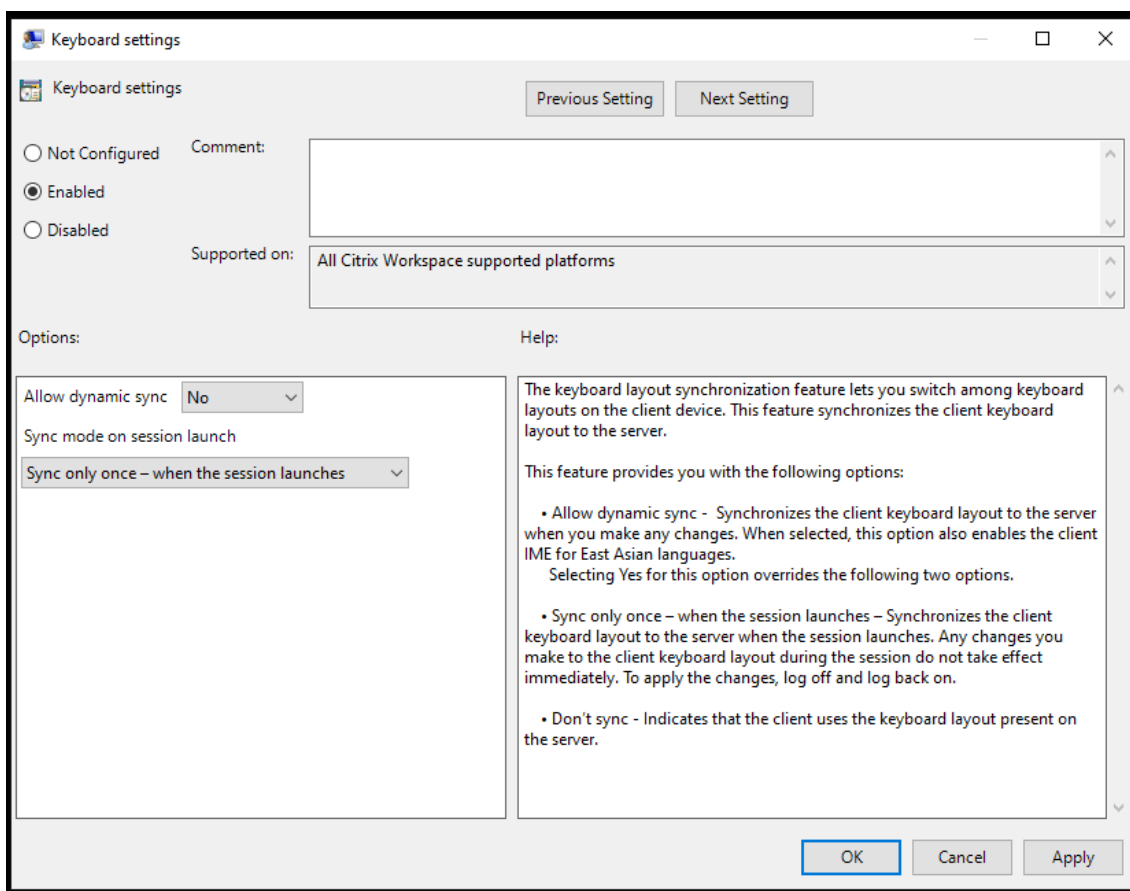 Keyboard settings
Keyboard settings
Previous Setting
Next Setting
Not Configured
Comment:
Enabled
Disabled
Supported on:
All Citrix Workspace supported platforms
Options:
Help:
Allow dynamic sync
No
Sync mode on session launch
Sync only once – when the session launches
The keyboard layout synchronization feature lets you switch among keyboard
layouts on the client device. This feature synchronizes the client keyboard
layout to the server.
This feature provides you with the following options:
• Allow dynamic sync - Synchronizes the client keyboard layout to the server
when you make any changes. When selected, this option also enables the client
IME for East Asian languages.
Selecting Yes for this option overrides the following two options.
• Sync only once – when the session launches – Synchronizes the client
keyboard layout to the server when the session launches. Any changes you
make to the client keyboard layout during the session do not take effect
immediately. To apply the changes, log off and log back on.
• Don't sync - Indicates that the client uses the keyboard layout present on
the server.
OK
Cancel
Apply